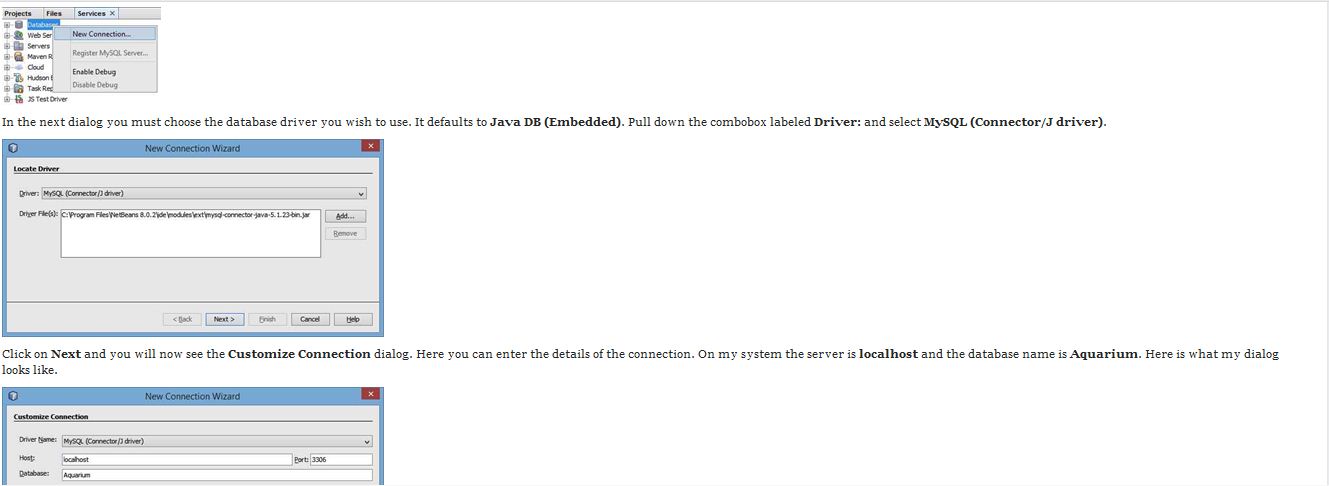 Projects Files Services
Databases
New Connection...
Web Ser
Register MySQL Server...
Servers
Maven R
Cloud
Enable Debug
Hudson B
Disable Debug
Task Rep
JS Test Driver
In the next dialog you must choose the database driver you wish to use. It defaults to Java DB (Embedded). Pull down the combobox labeled Driver: and select MySQL (Connector/J driver).
New Connection Wizard
Locate Driver
Driver: MySQL (Connector/J driver)
Driver File(s): C:\Program Files\NetBeans 8.0.2\ide\modules\ext\mysql-connector-java-5.1.23-bin.jar Add...
Remove
< Back Next > Finish Cancel Help
Click on Next and you will now see the Customize Connection dialog. Here you can enter the details of the connection. On my system the server is localhost and the database name is Aquarium. Here is what my dialog
looks like.
New Connection Wizard
Customize Connection
Driver Name: MySQL (Connector/J driver)
Host: localhost Port: 3306
Database: Aquarium